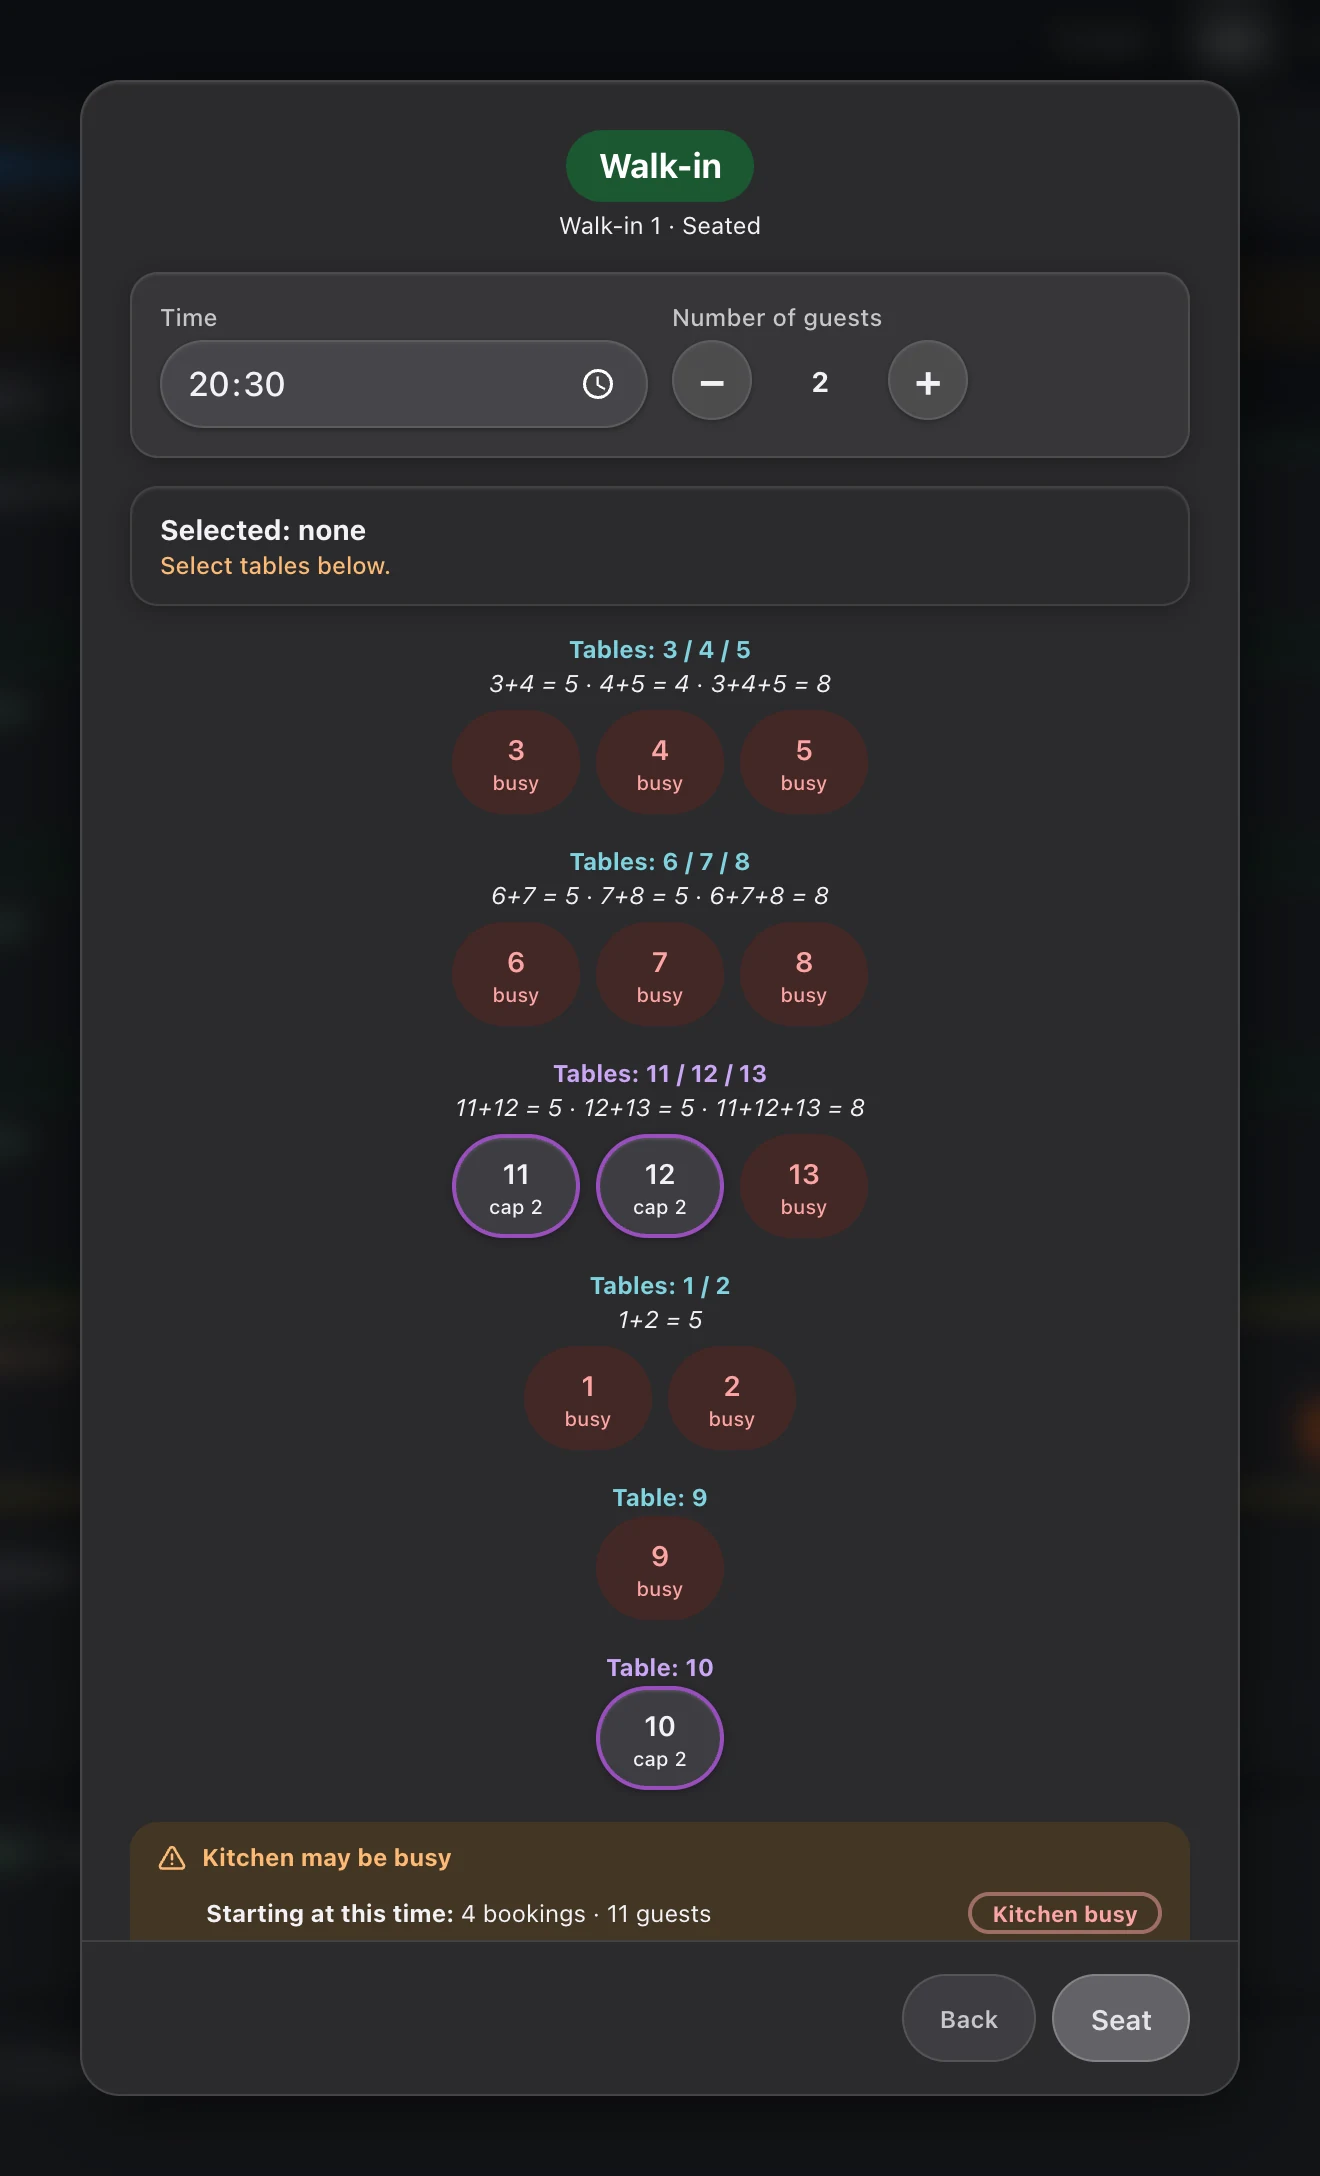 Walk-in
Walk-in 1 · Seated
Time
Number of guests
20:30
2
Selected: none
Select tables below.
Tables: 3 / 4 / 5
3+4 = 5 · 4+5 = 4 · 3+4+5 = 8
3
4
5
busy
busy
busy
Tables: 6 / 7 / 8
6+7 = 5 · 7+8 = 5 · 6+7+8 = 8
6
7
8
busy
busy
busy
Tables: 11 / 12 / 13
11+12 = 5 · 12+13 = 5 · 11+12+13 = 8
11
12
13
cap 2
cap 2
busy
Tables: 1 / 2
1+2 = 5
1
2
busy
busy
Table: 9
9
busy
Table: 10
10
cap 2
Kitchen may be busy
Starting at this time: 4 bookings · 11 guests
Kitchen busy
Back
Seat